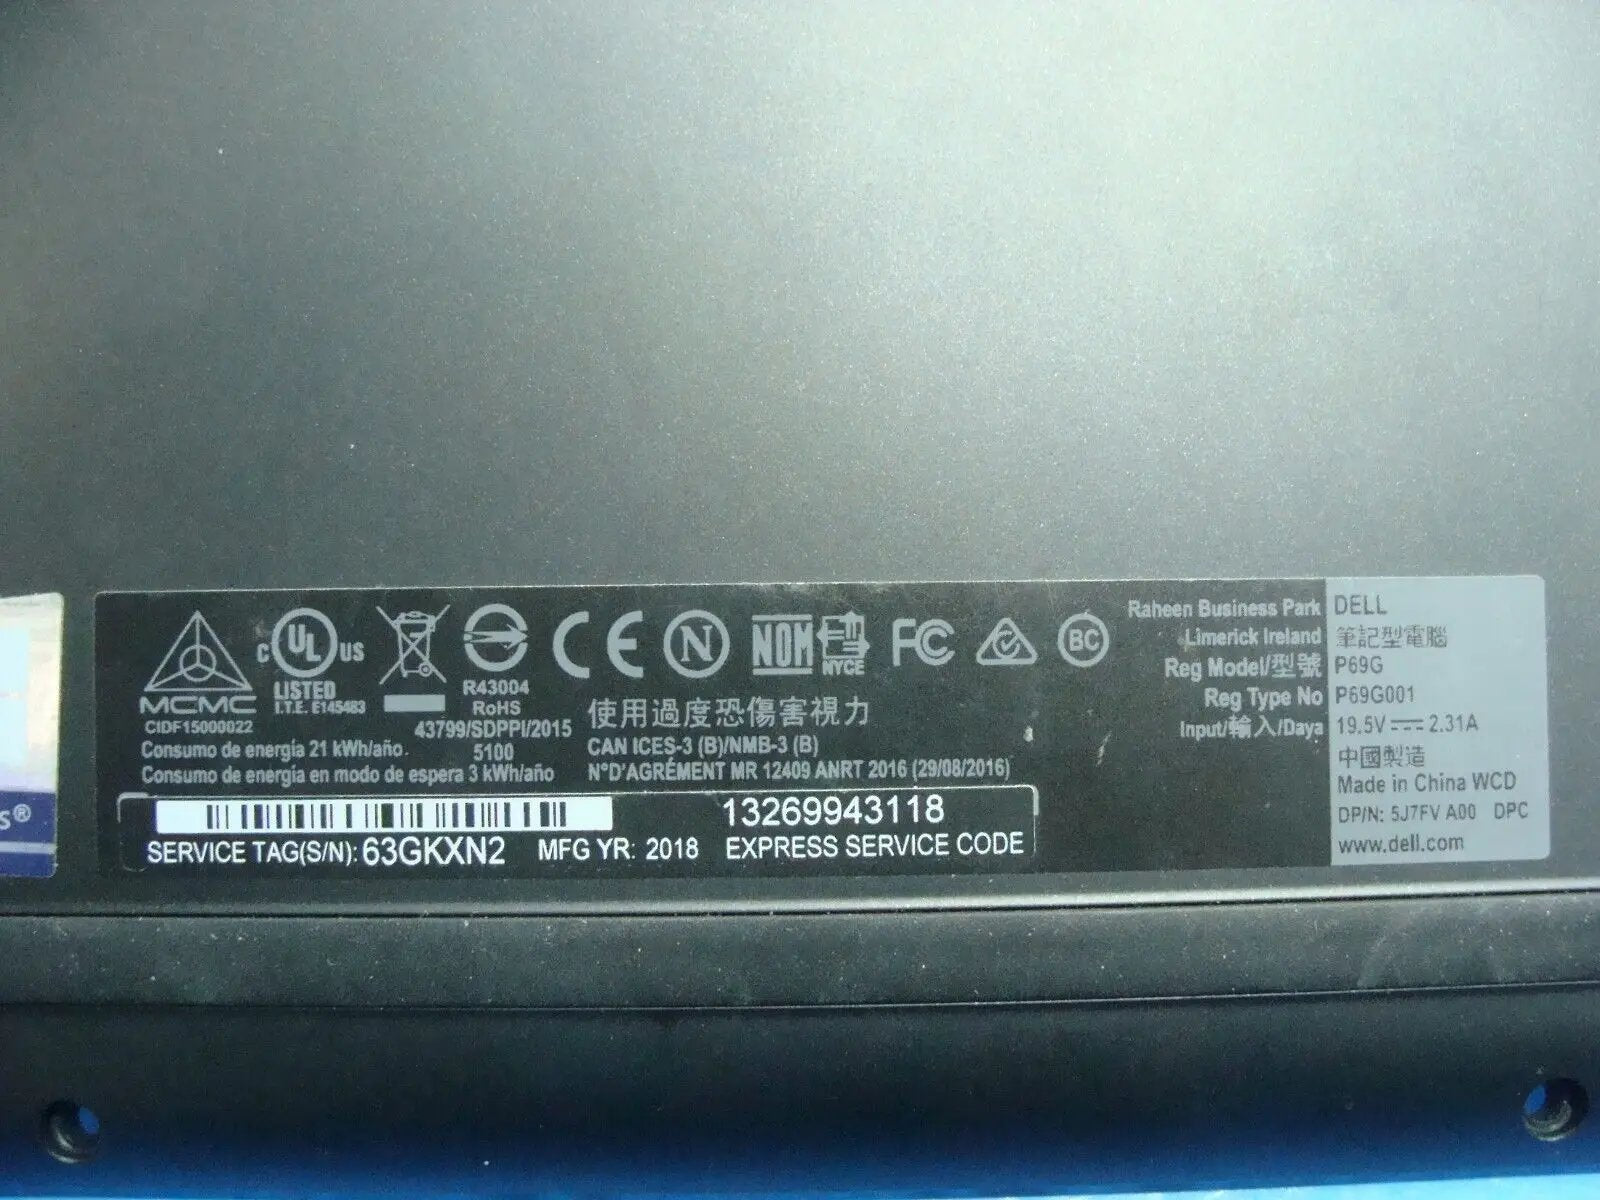 MCMC
CIDF15000022
C UL US
LISTED
I.T.E. E145483
R43004
RoHS
43799/SDPPI/2015
5100
CE
N
NOM
NYCE
FC
BC
使用過度恐傷害視力
CAN ICES-3 (B)/NMB-3 (B)
N°D'AGRÉMENT MR 12409 ANRT 2016 (29/08/2016)
Consumo de energia 21 kWh/año.
Consumo de energia en modo de espera 3 kWh/año
Raheen Business Park
Limerick Ireland
DELL
筆記型電腦
Reg Model/型號 P69G
Reg Type No P69G001
Input/輸入/Daya 19.5V 2.31A
中國製造
Made in China WCD
DP/N: 5J7FV A00 DPC
www.dell.com
13269943118
SERVICE TAG(S/N): 63GKXN2 MFG YR: 2018 EXPRESS SERVICE CODE
s®